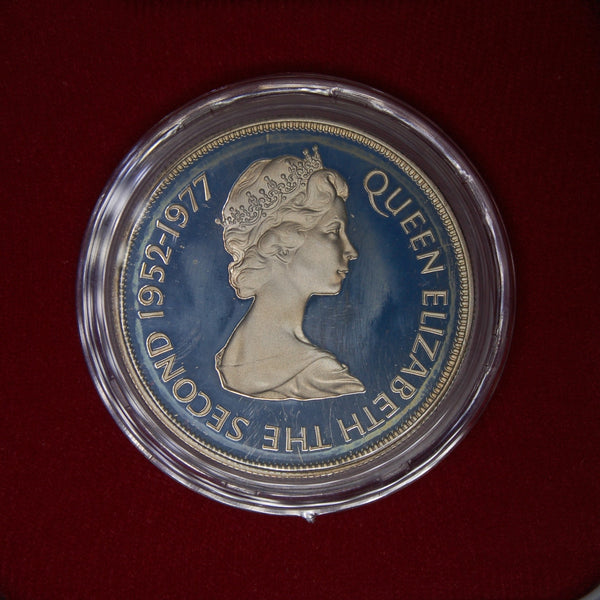 QUEEN ELIZABETH THE SECOND 1952-1977